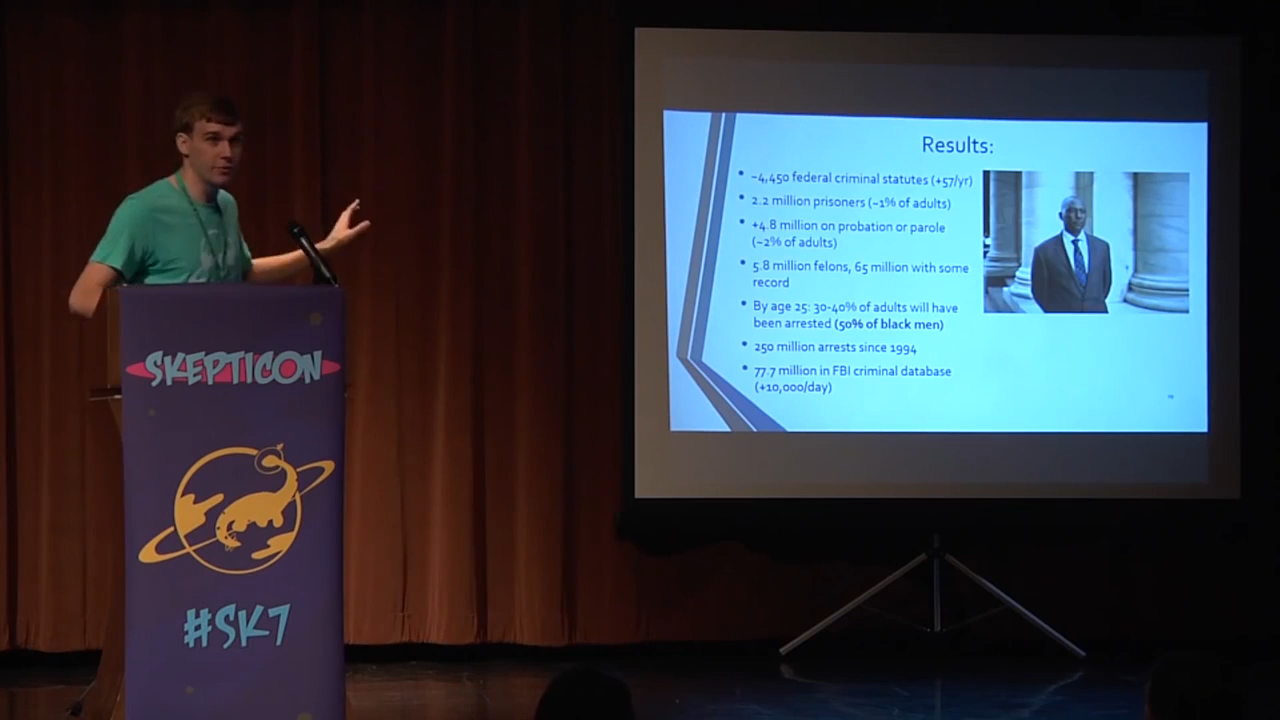 SKEPTICON
#SK7
Results:
• ~4,450 federal criminal statutes (+57/yr)
• 2.2 million prisoners (~1% of adults)
• +4.8 million on probation or parole
(~2% of adults)
• 5.8 million felons, 65 million with some
record
• By age 25: 30-40% of adults will have
been arrested (50% of black men)
• 250 million arrests since 1994
• 77.7 million in FBI criminal database
(+10,000/day)